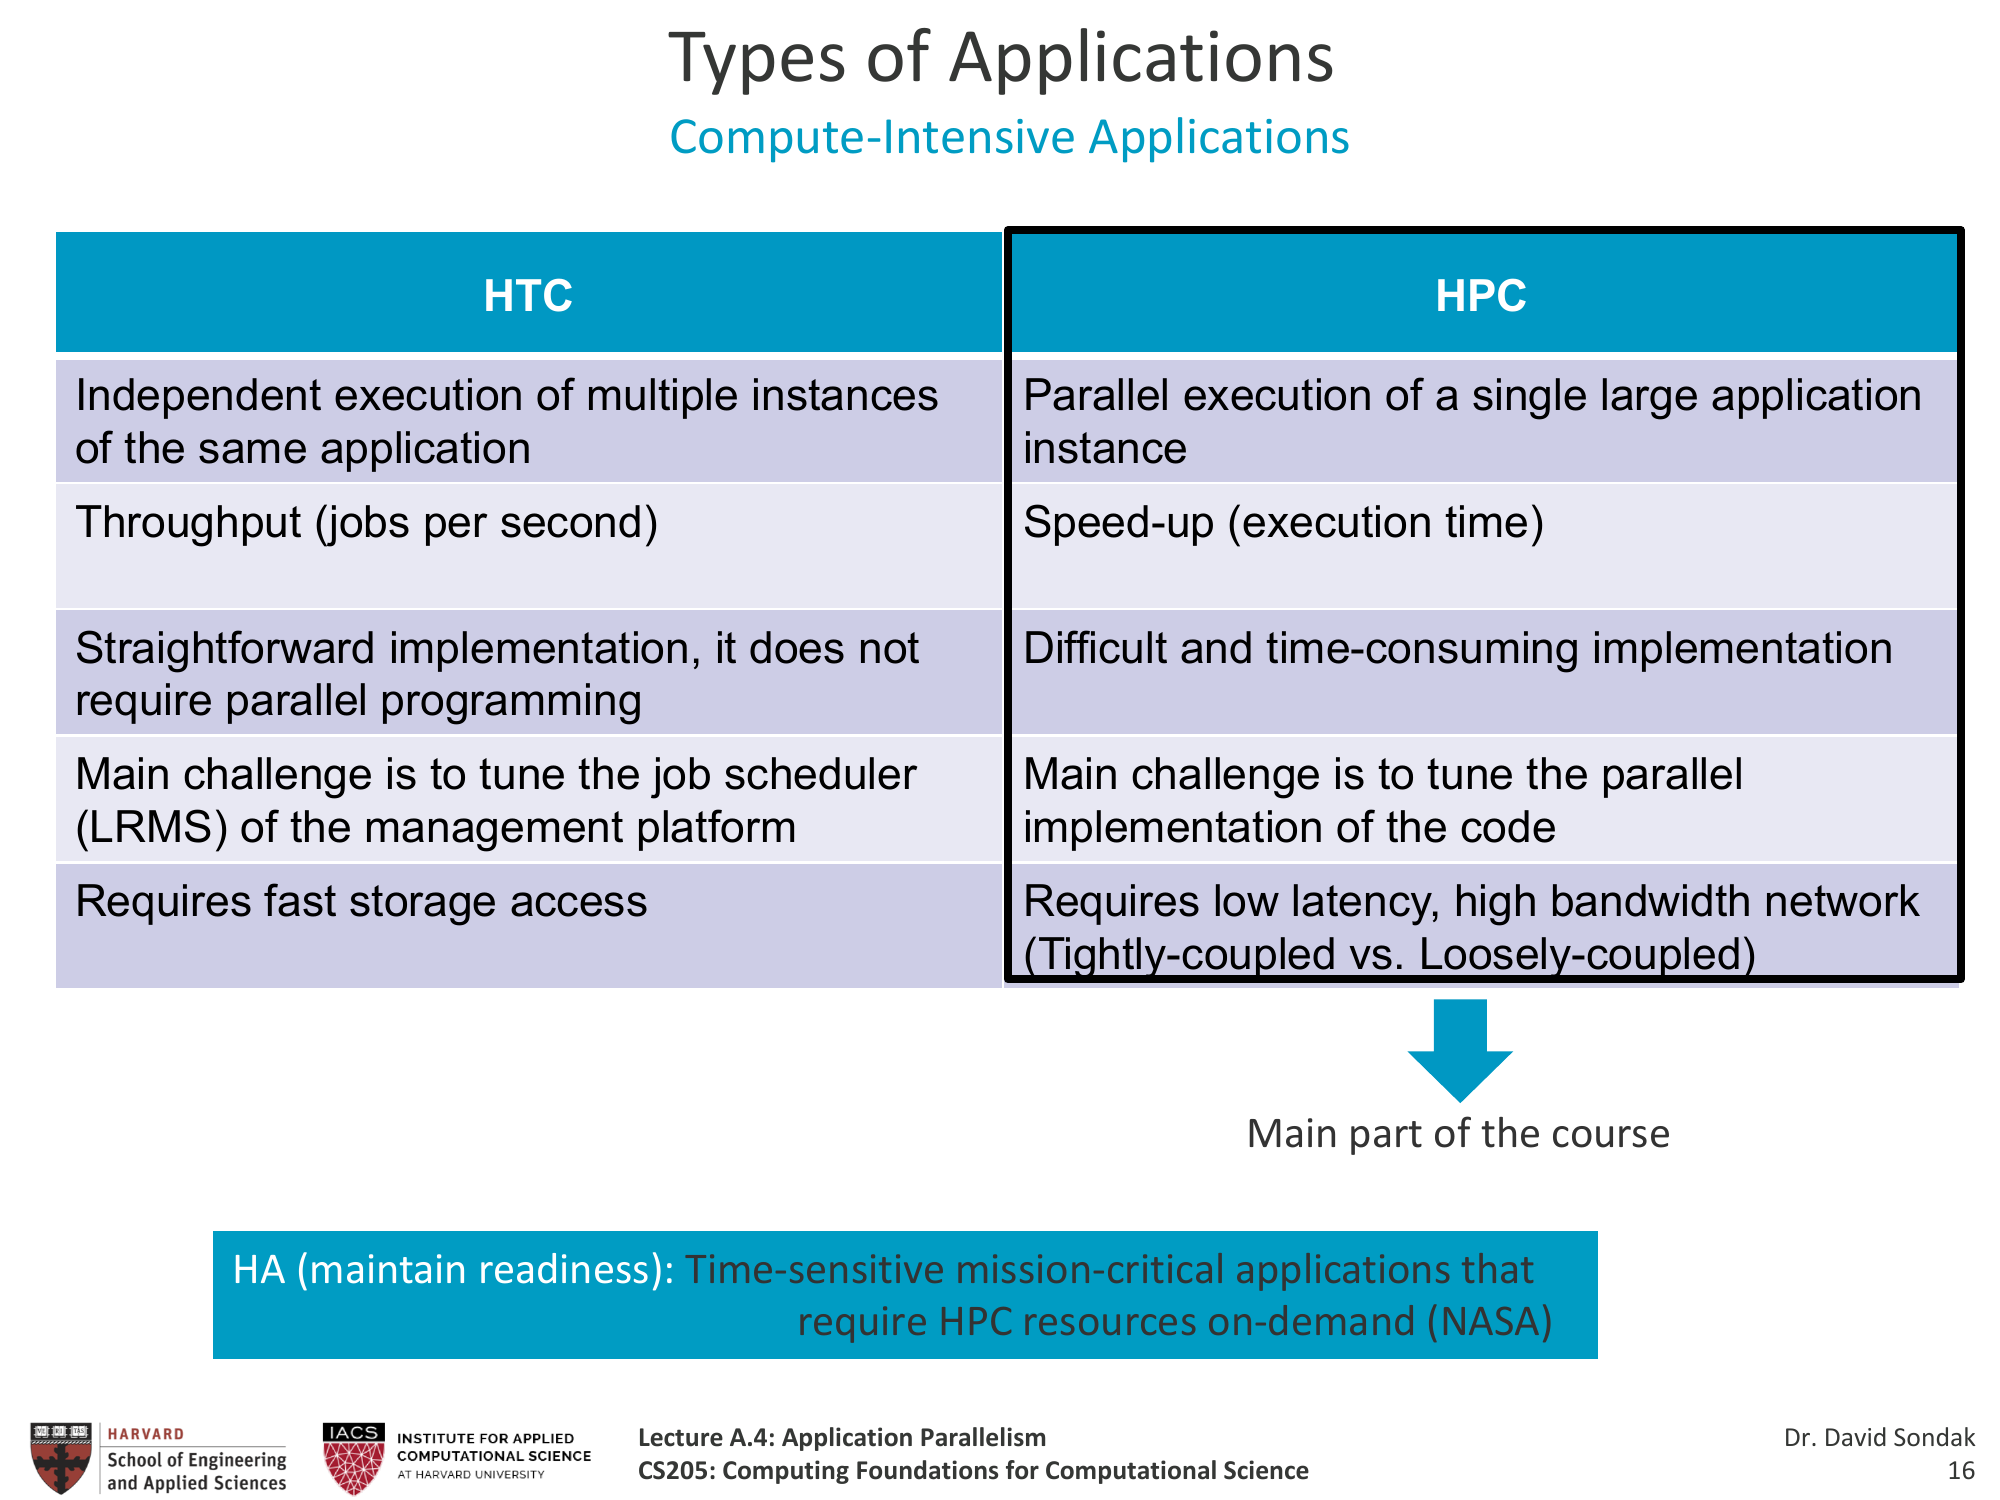 Types of Applications
Compute-Intensive Applications
HTC
HPC
Independent execution of multiple instances
of the same application
Parallel execution of a single large application
instance
Throughput (jobs per second)
Speed-up (execution time)
Straightforward implementation, it does not
require parallel programming
Difficult and time-consuming implementation
Main challenge is to tune the job scheduler
(LRMS) of the management platform
Main challenge is to tune the parallel
implementation of the code
Requires fast storage access
Requires low latency, high bandwidth network
(Tightly-coupled vs. Loosely-coupled)
Main part of the course
HA (maintain readiness): Time-sensitive mission-critical applications that
require HPC resources on-demand (NASA)
HARVARD
School of Engineering
and Applied Sciences
IACS
INSTITUTE FOR APPLIED
COMPUTATIONAL SCIENCE
AT HARVARD UNIVERSITY
Lecture A.4: Application Parallelism
CS205: Computing Foundations for Computational Science
Dr. David Sondak
16